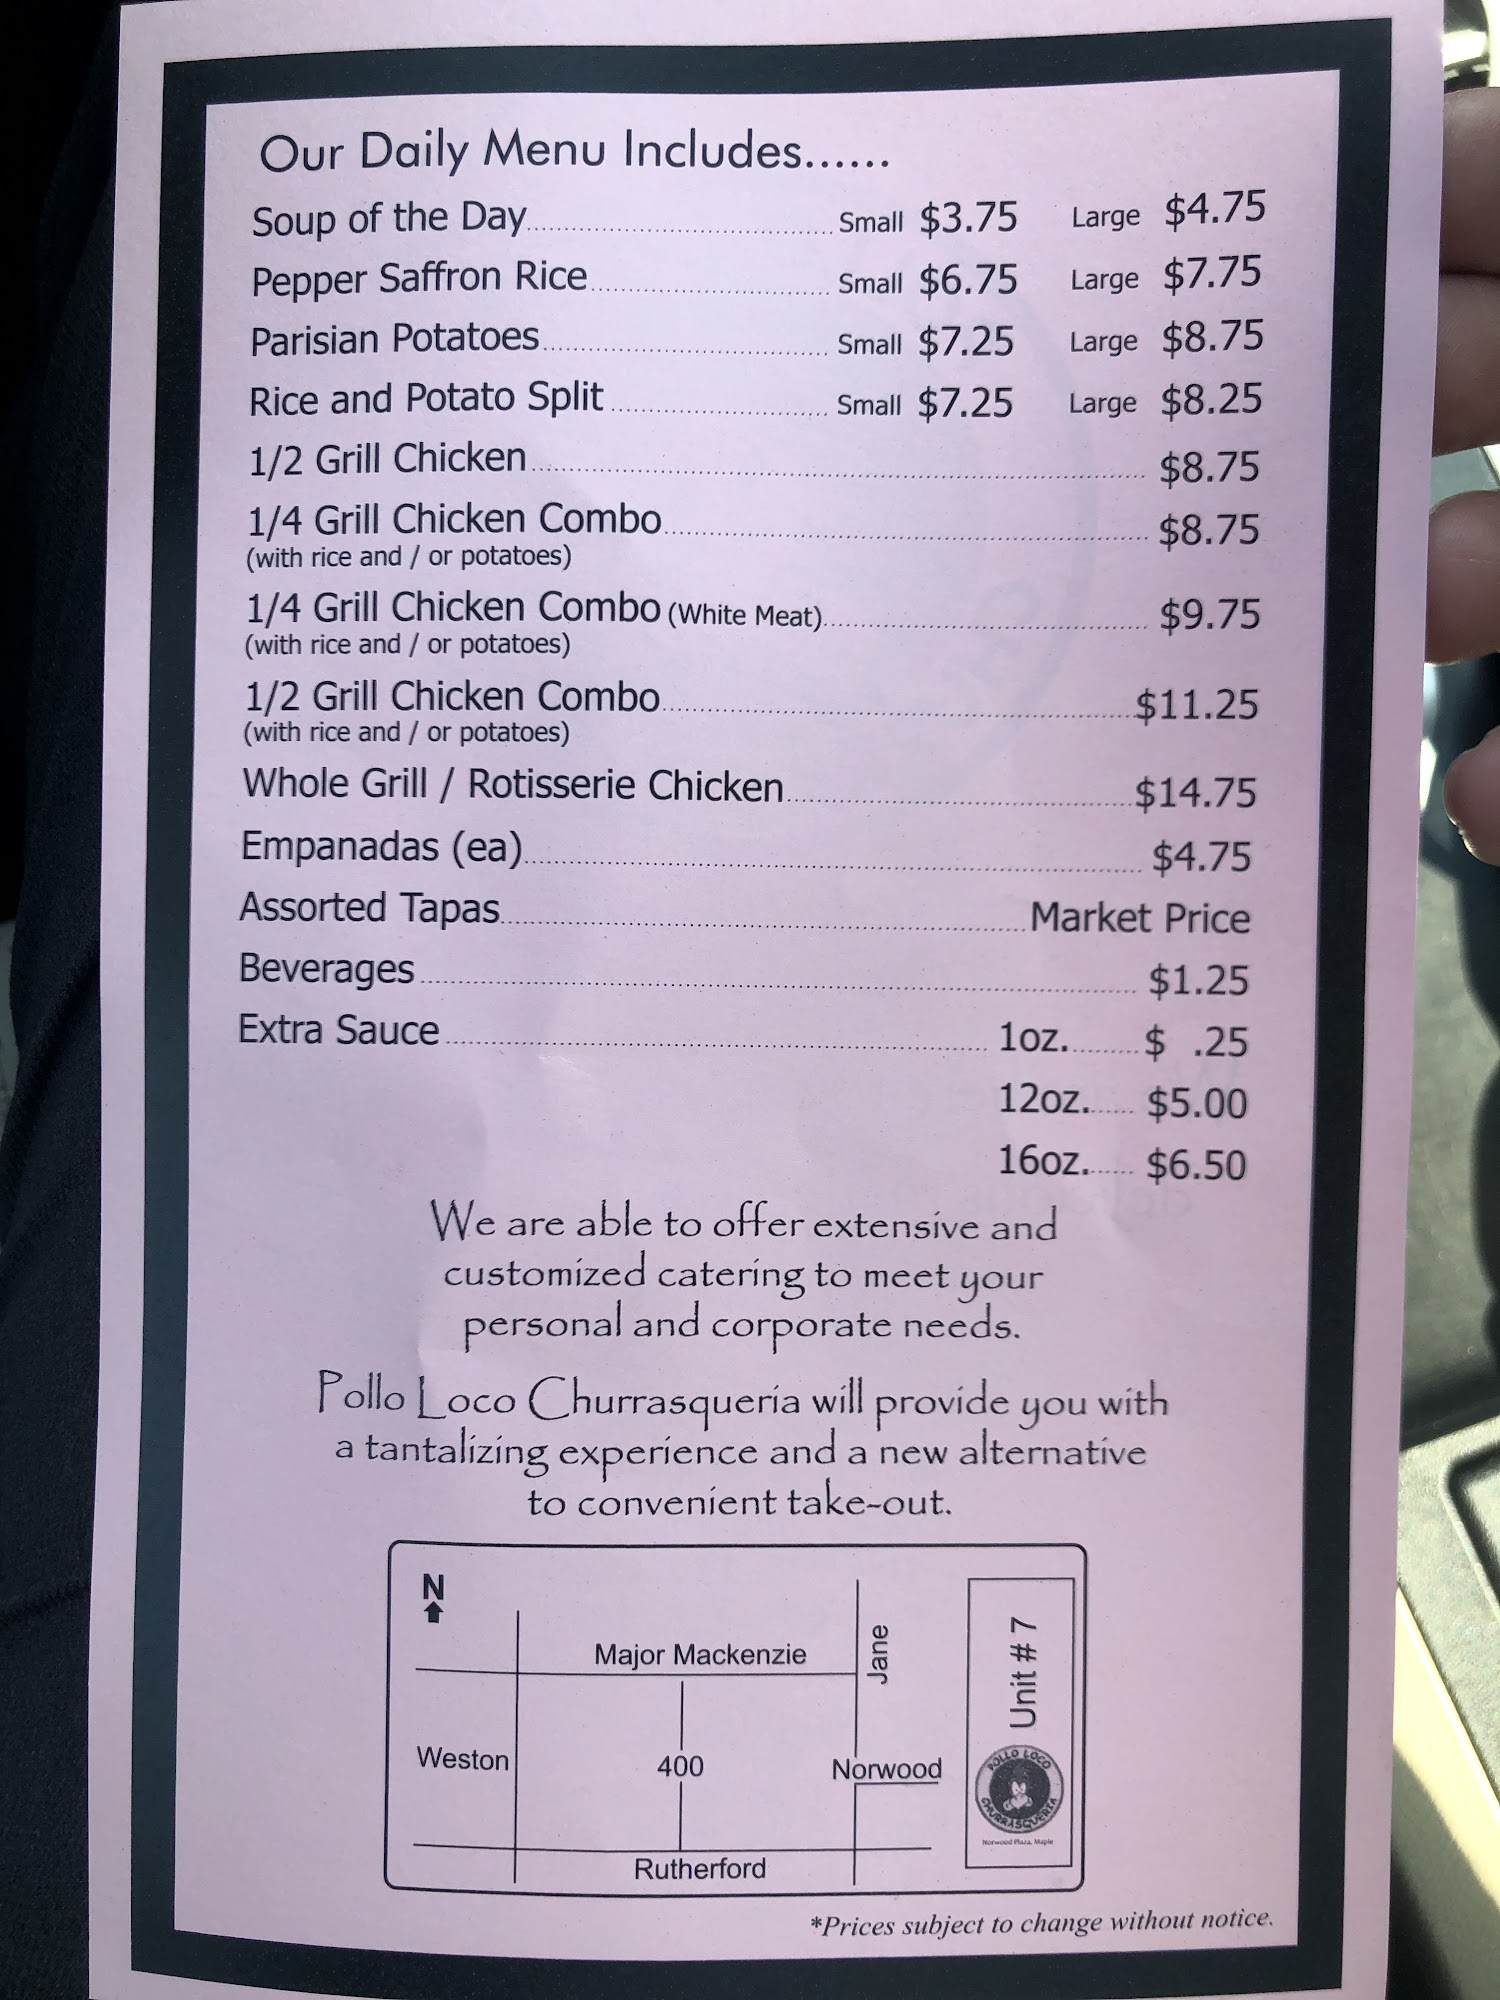 Our Daily Menu Includes......
Soup of the Day Small $3.75 Large $4.75
Pepper Saffron Rice Small $6.75 Large $7.75
Parisian Potatoes Small $7.25 Large $8.75
Rice and Potato Split Small $7.25 Large $8.25
1/2 Grill Chicken $8.75
1/4 Grill Chicken Combo $8.75
(with rice and / or potatoes)
1/4 Grill Chicken Combo (White Meat) $9.75
(with rice and / or potatoes)
1/2 Grill Chicken Combo $11.25
(with rice and / or potatoes)
Whole Grill / Rotisserie Chicken $14.75
Empanadas (ea) $4.75
Assorted Tapas Market Price
Beverages $1.25
Extra Sauce 1oz. $ .25
12oz. $5.00
16oz. $6.50
We are able to offer extensive and
customized catering to meet your
personal and corporate needs.
Pollo Loco Churrasqueria will provide you with
a tantalizing experience and a new alternative
to convenient take-out.
N
Major Mackenzie
Jane
Unit # 7
Weston
400
Norwood
POLLO LOCO
CHURRASQUERIA
Norwood Plaza, Maple
Rutherford
*Prices subject to change without notice.